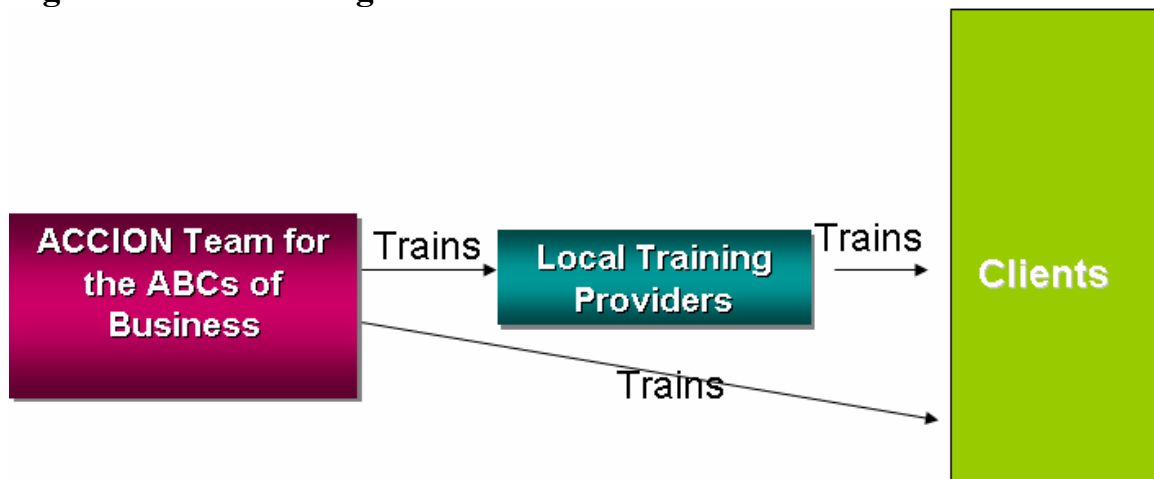 ACCION Team for
the ABCs of
Business
Trains
Local Training
Providers
Trains
Clients
Trains